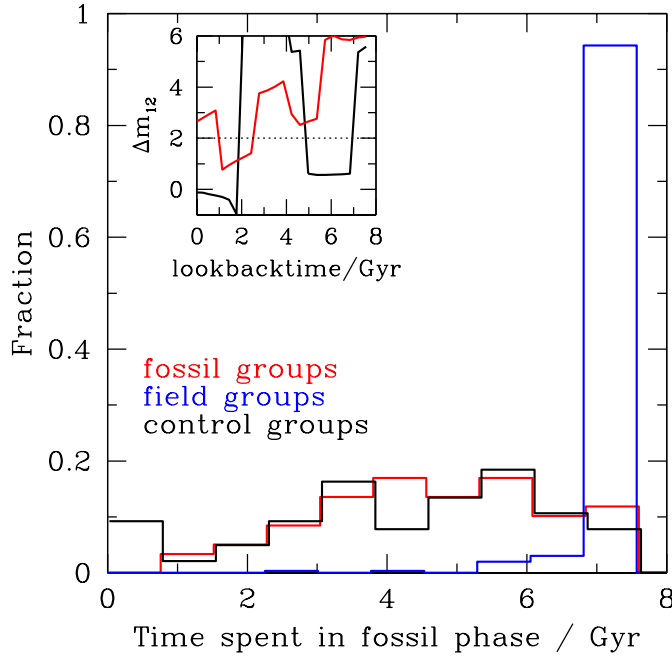 1
0.8
0.6
0.4
0.2
0
Fraction
6
4
2
0
Δm12
0 2 4 6 8
lookbacktime/Gyr
fossil groups
field groups
control groups
0 2 4 6 8
Time spent in fossil phase / Gyr